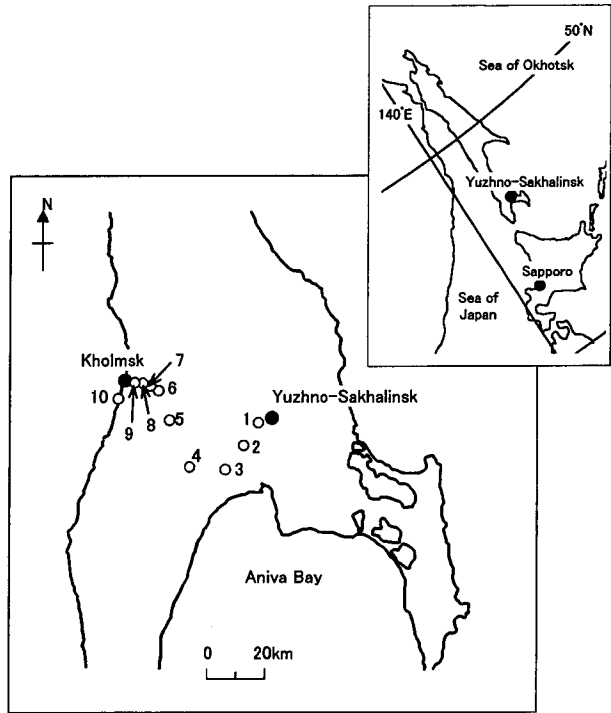 50°N
Sea of Okhotsk
140°E
Yuzhno-Sakhalinsk
Sapporo
Sea of
Japan
N
Kholmsk
7
6
10
9
8
5
Yuzhno-Sakhalinsk
1
2
4
3
Aniva Bay
0
20km